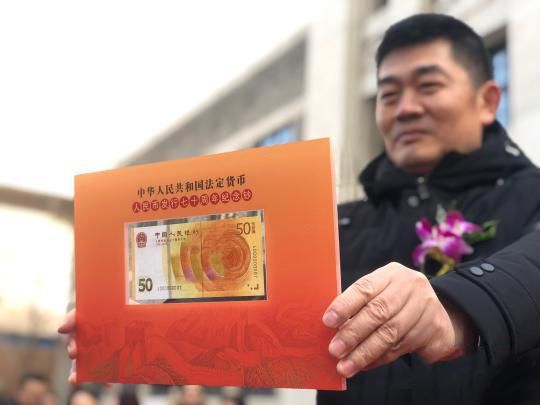 中华人民共和国法定货币
人民币发行七十周年纪念钞
中国人民银行
50
50